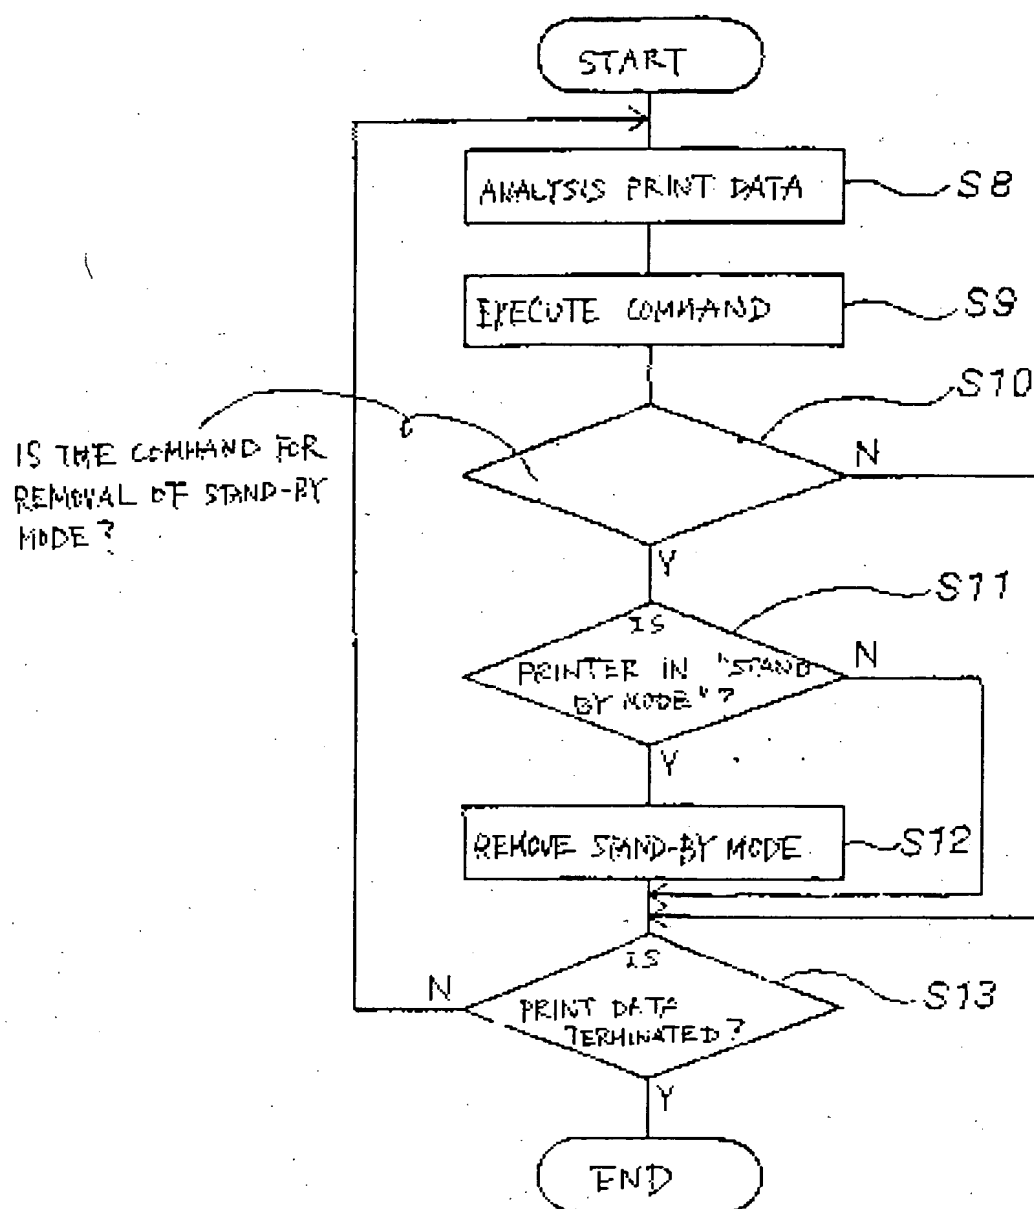 START
ANALYSIS PRINT DATA
S8
EXECUTE COMMAND
S9
S10
IS THE COMMAND FOR
REMOVAL OF STAND-BY
MODE?
N
Y
S11
IS
PRINTER IN "STAND
BY MODE"?
N
Y
REMOVE STAND-BY MODE
S12
IS
PRINT DATA
TERMINATED?
N
S13
Y
END